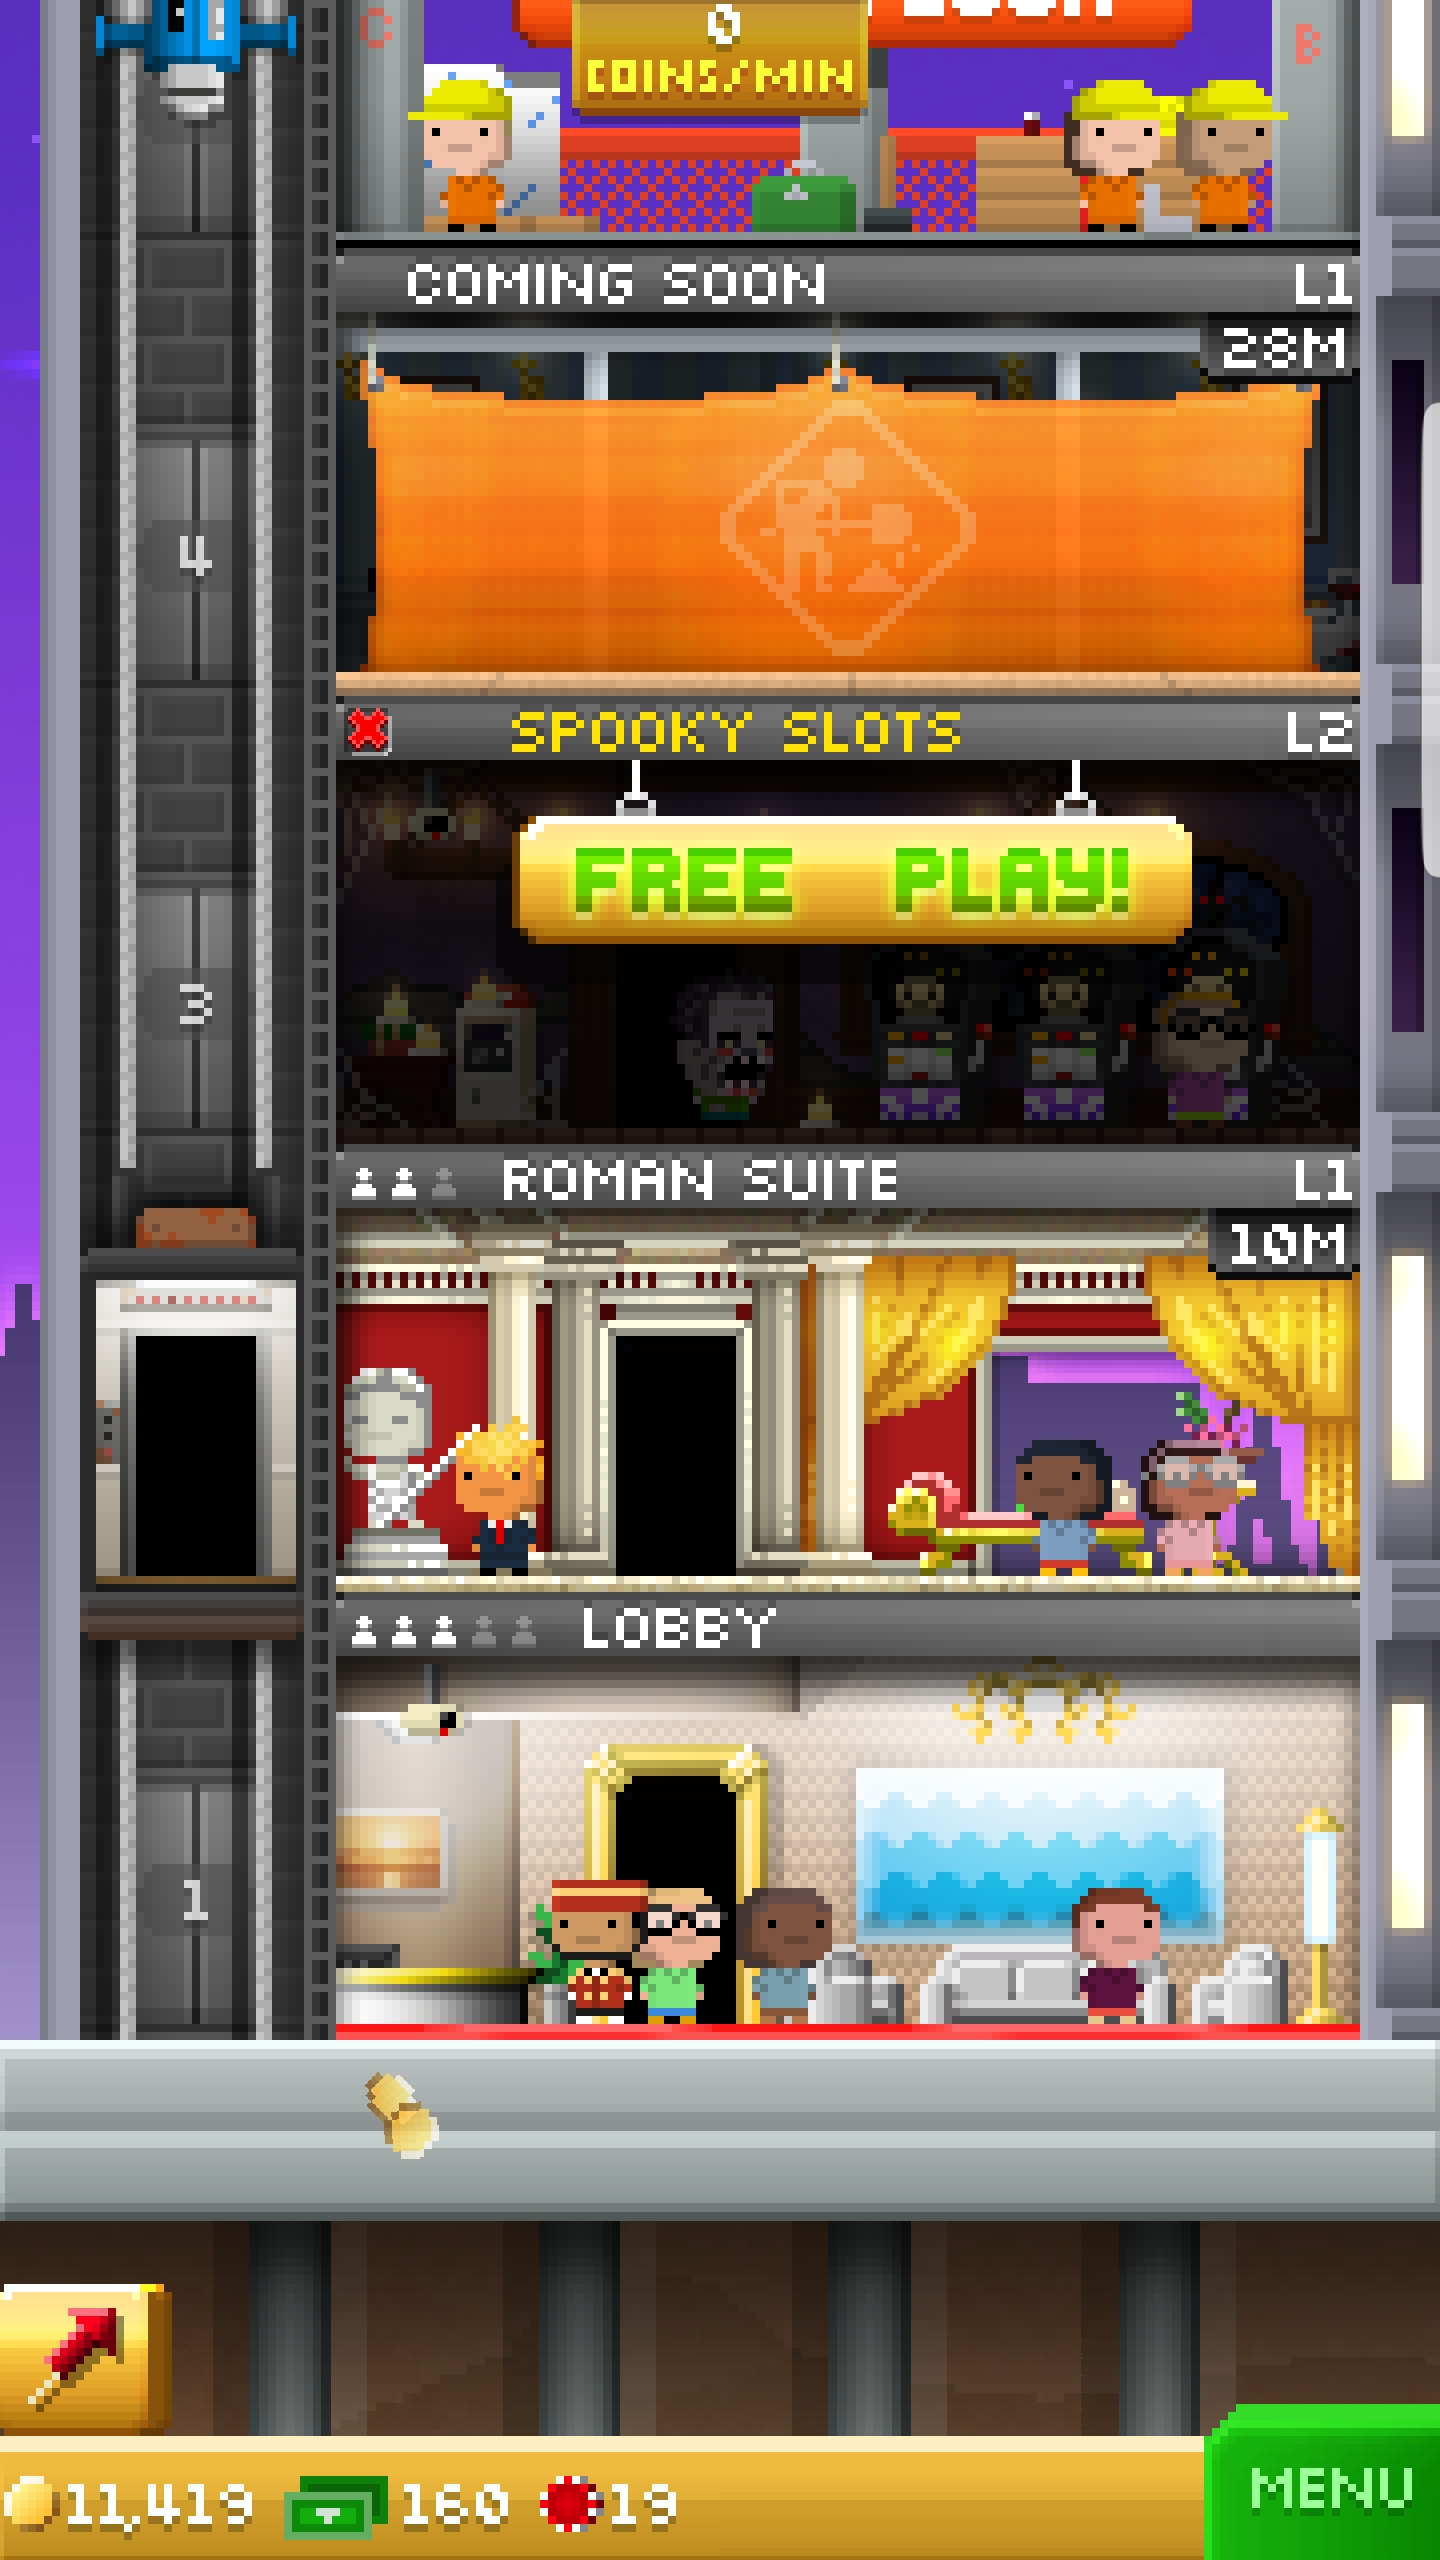 C
0
COINS/MIN
B
COMING SOON L1
28M
4
SPOOKY SLOTS L2
FREE PLAY!
3
ROMAN SUITE L1
10M
LOBBY
1
11,419 160 19
MENU